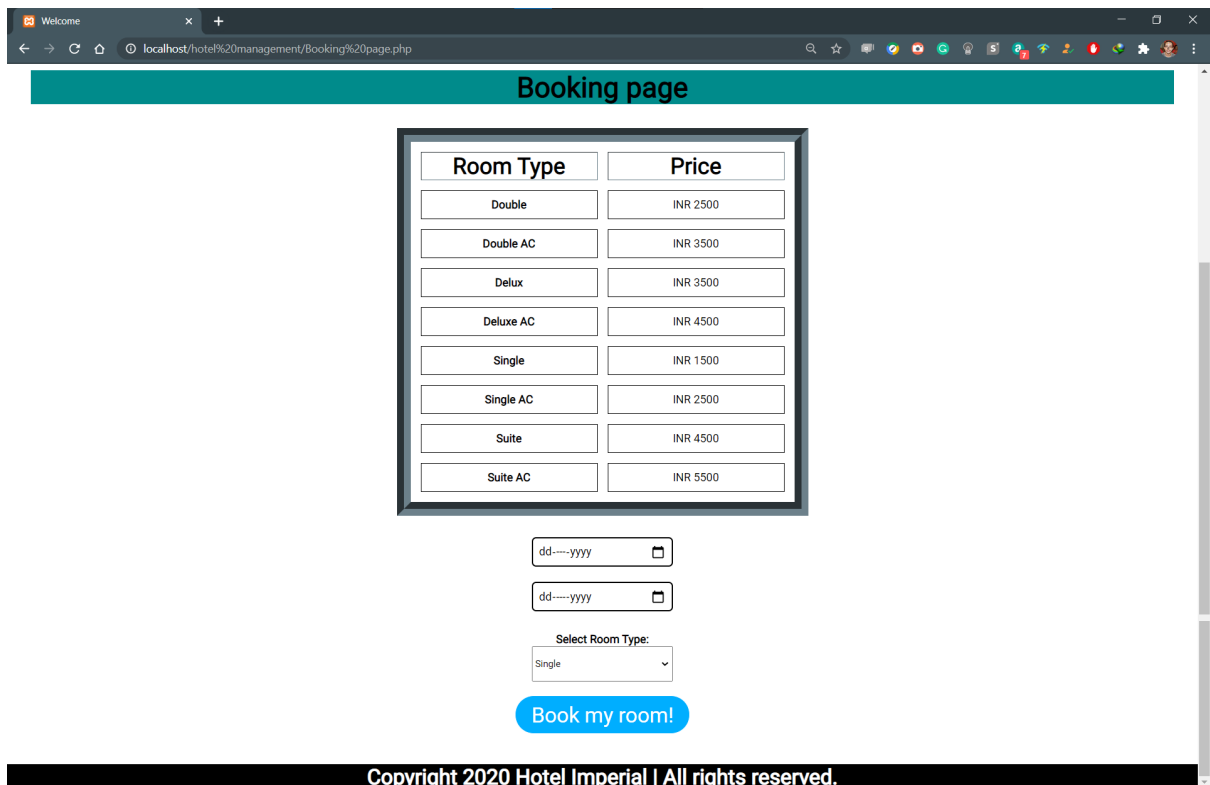 Welcome
localhost/hotel%20management/Booking%20page.php
Booking page
Room Type Price
Double INR 2500
Double AC INR 3500
Delux INR 3500
Deluxe AC INR 4500
Single INR 1500
Single AC INR 2500
Suite INR 4500
Suite AC INR 5500
dd----yyyy
dd-----yyyy
Select Room Type:
Single
Book my room!
Copyright 2020 Hotel Imperial | All rights reserved.